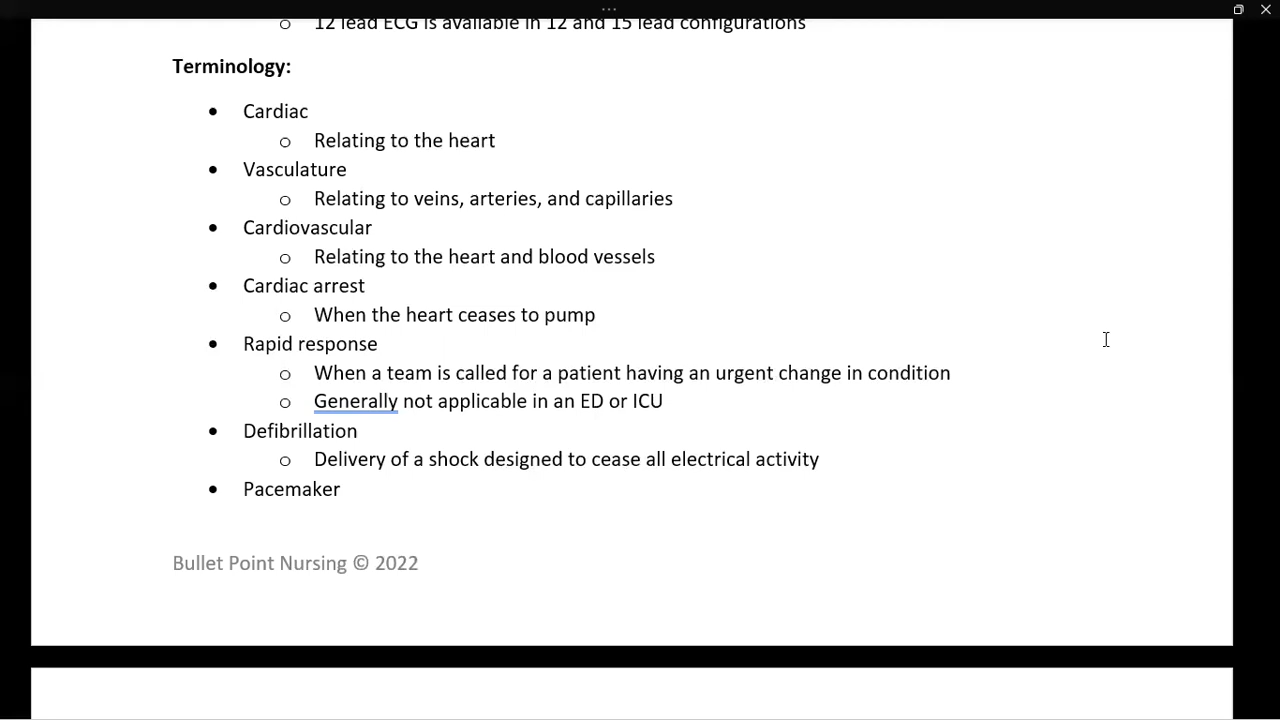 12 lead ECG is available in 12 and 15 lead configurations
Terminology:
Cardiac
Relating to the heart
Vasculature
Relating to veins, arteries, and capillaries
Cardiovascular
Relating to the heart and blood vessels
Cardiac arrest
When the heart ceases to pump
Rapid response
When a team is called for a patient having an urgent change in condition
Generally not applicable in an ED or ICU
Defibrillation
Delivery of a shock designed to cease all electrical activity
Pacemaker
Bullet Point Nursing © 2022